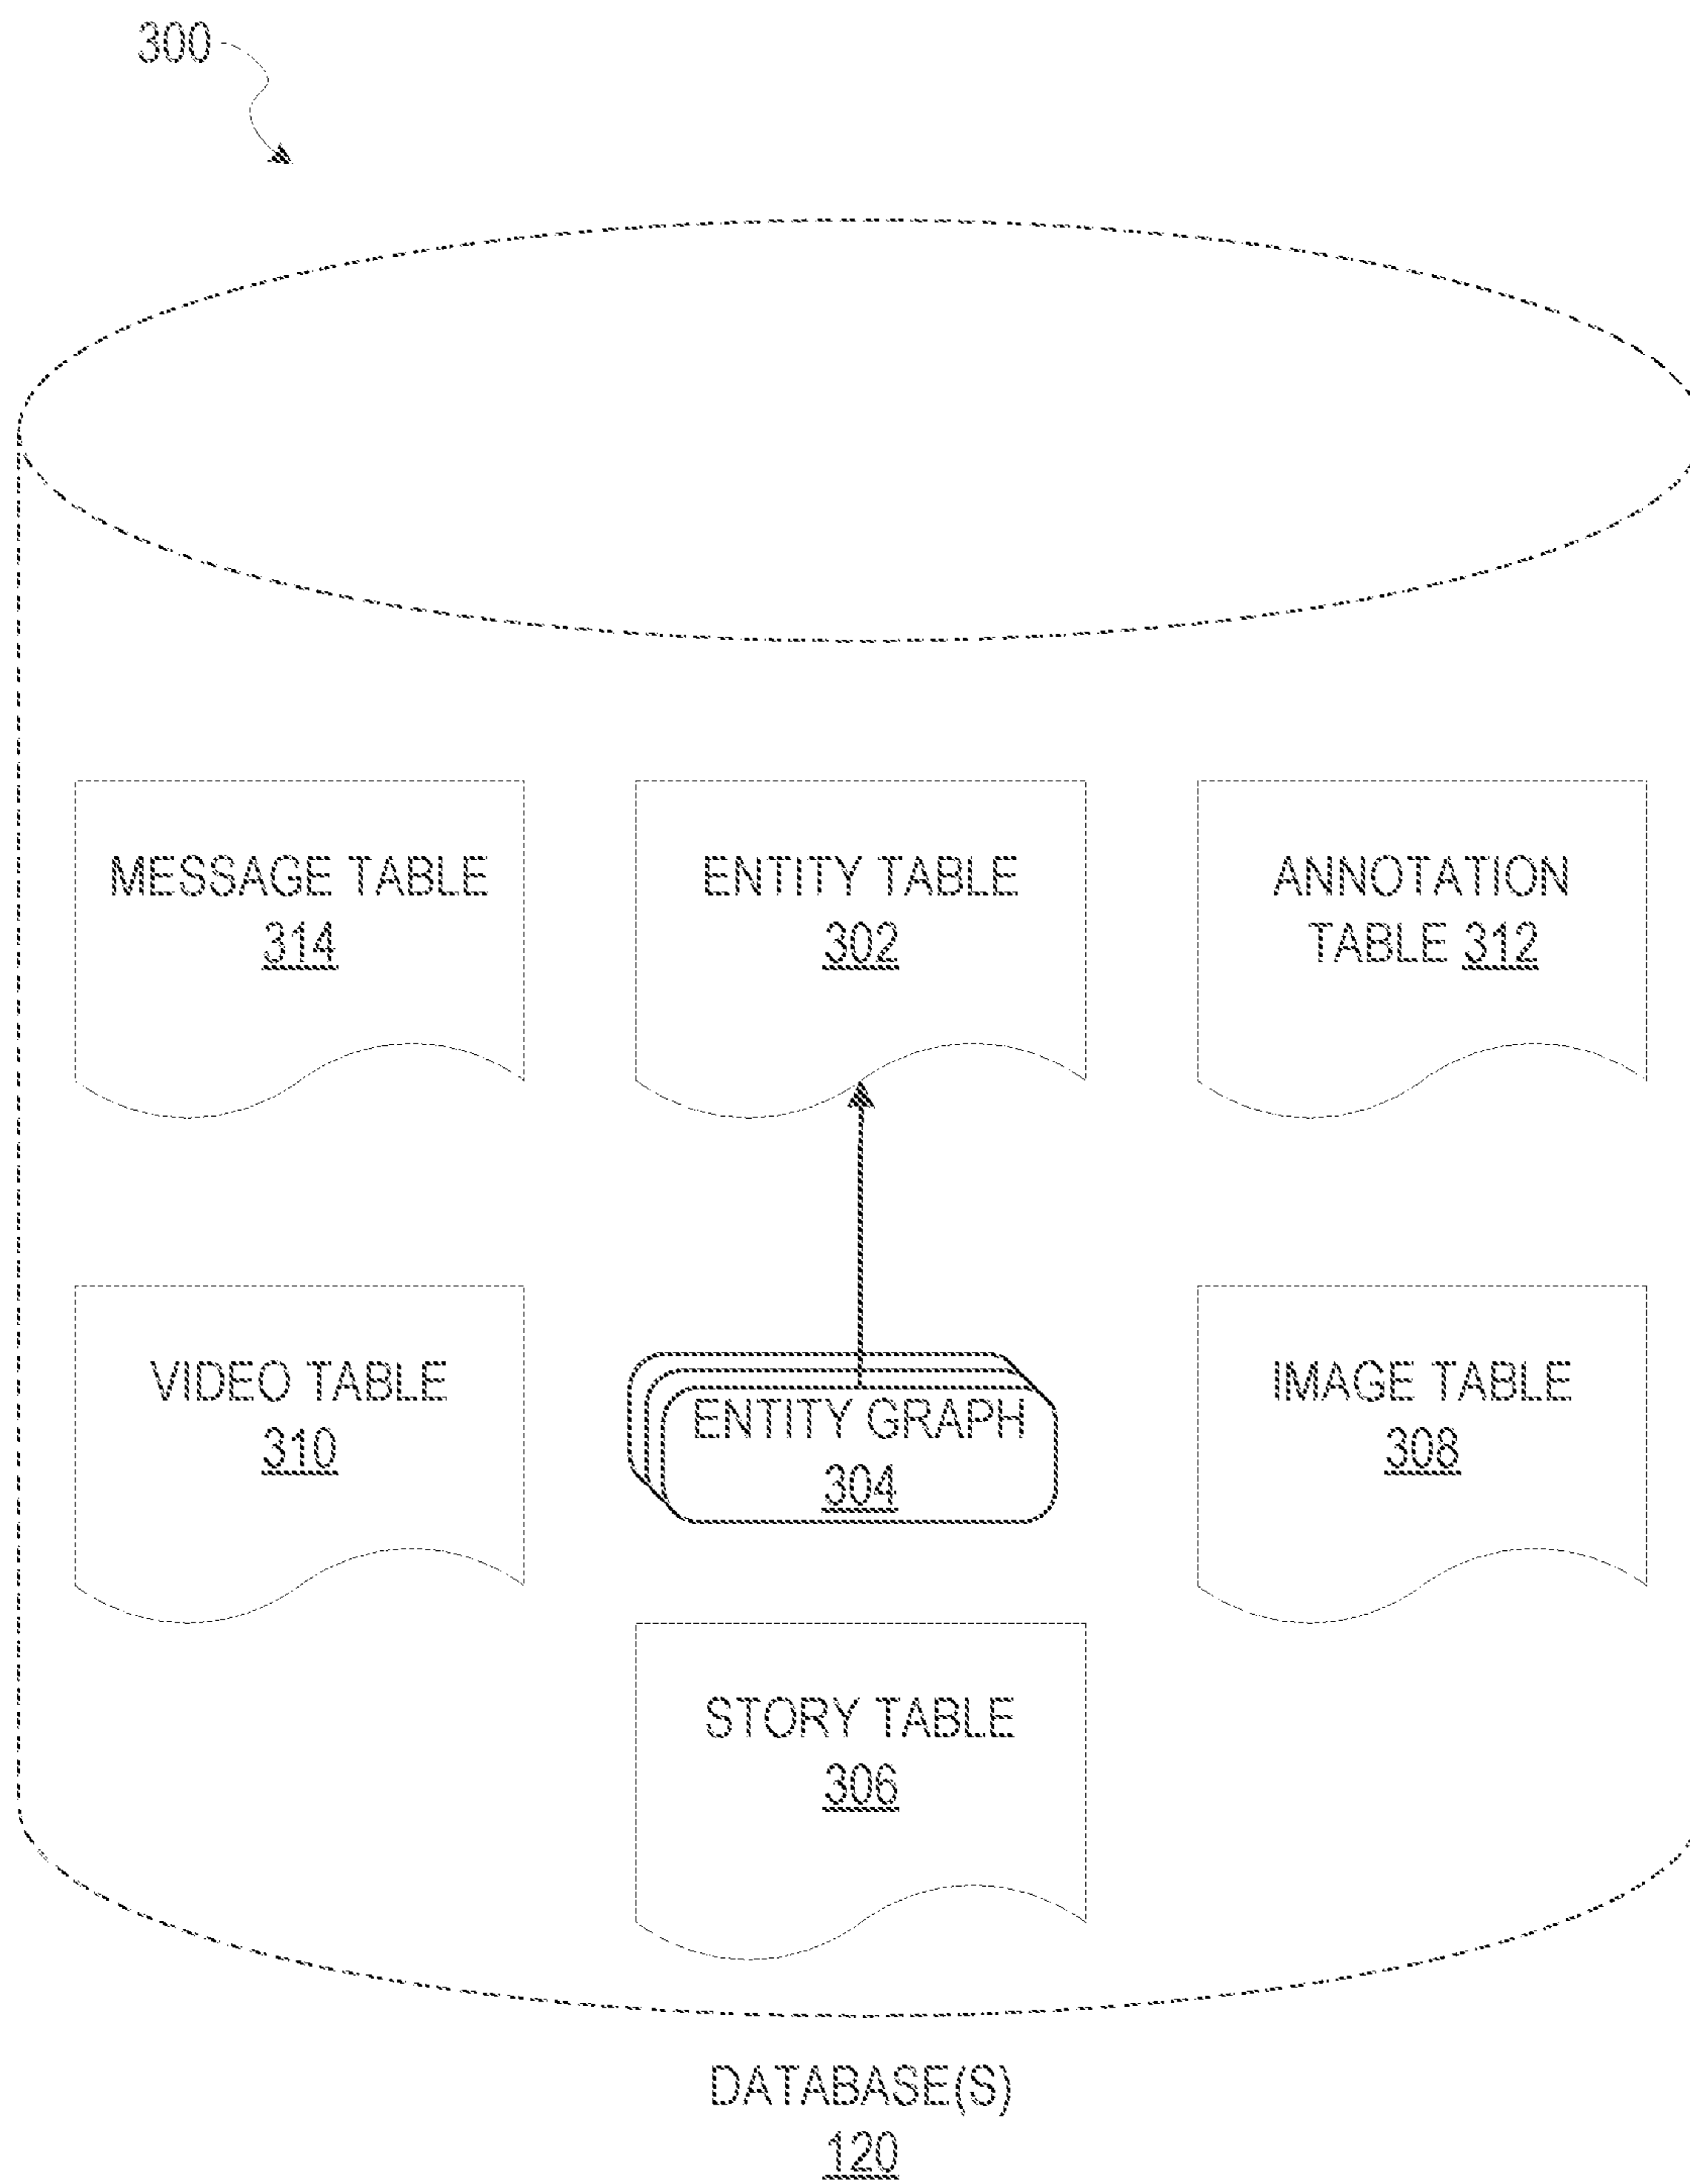 300
MESSAGE TABLE
314
ENTITY TABLE
302
ANNOTATION
TABLE 312
VIDEO TABLE
310
ENTITY GRAPH
304
IMAGE TABLE
308
STORY TABLE
306
DATABASE(S)
120